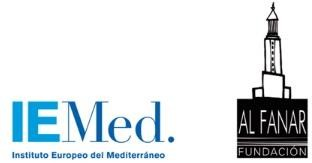 IEMed.
Instituto Europeo del Mediterráneo
AL FANAR
FUNDACIÓN